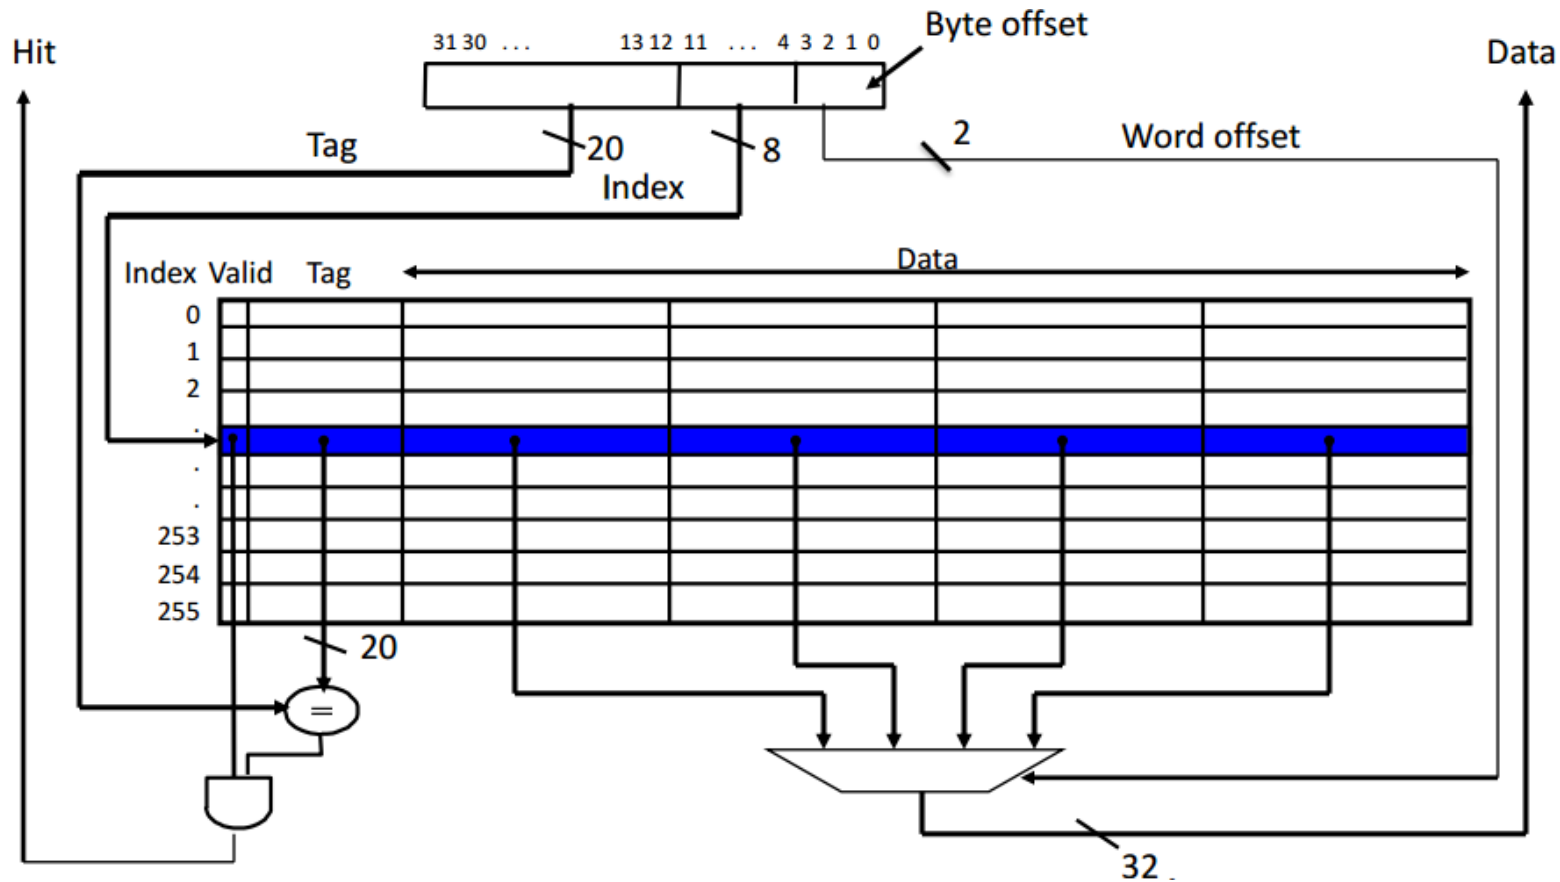 Byte offset
Hit
31 30 ... 13 12 11 ... 4 3 2 1 0
Data
Tag
20
8
2
Word offset
Index
Data
Index Valid Tag
0
1
2
.
.
.
253
254
255
20
=
32